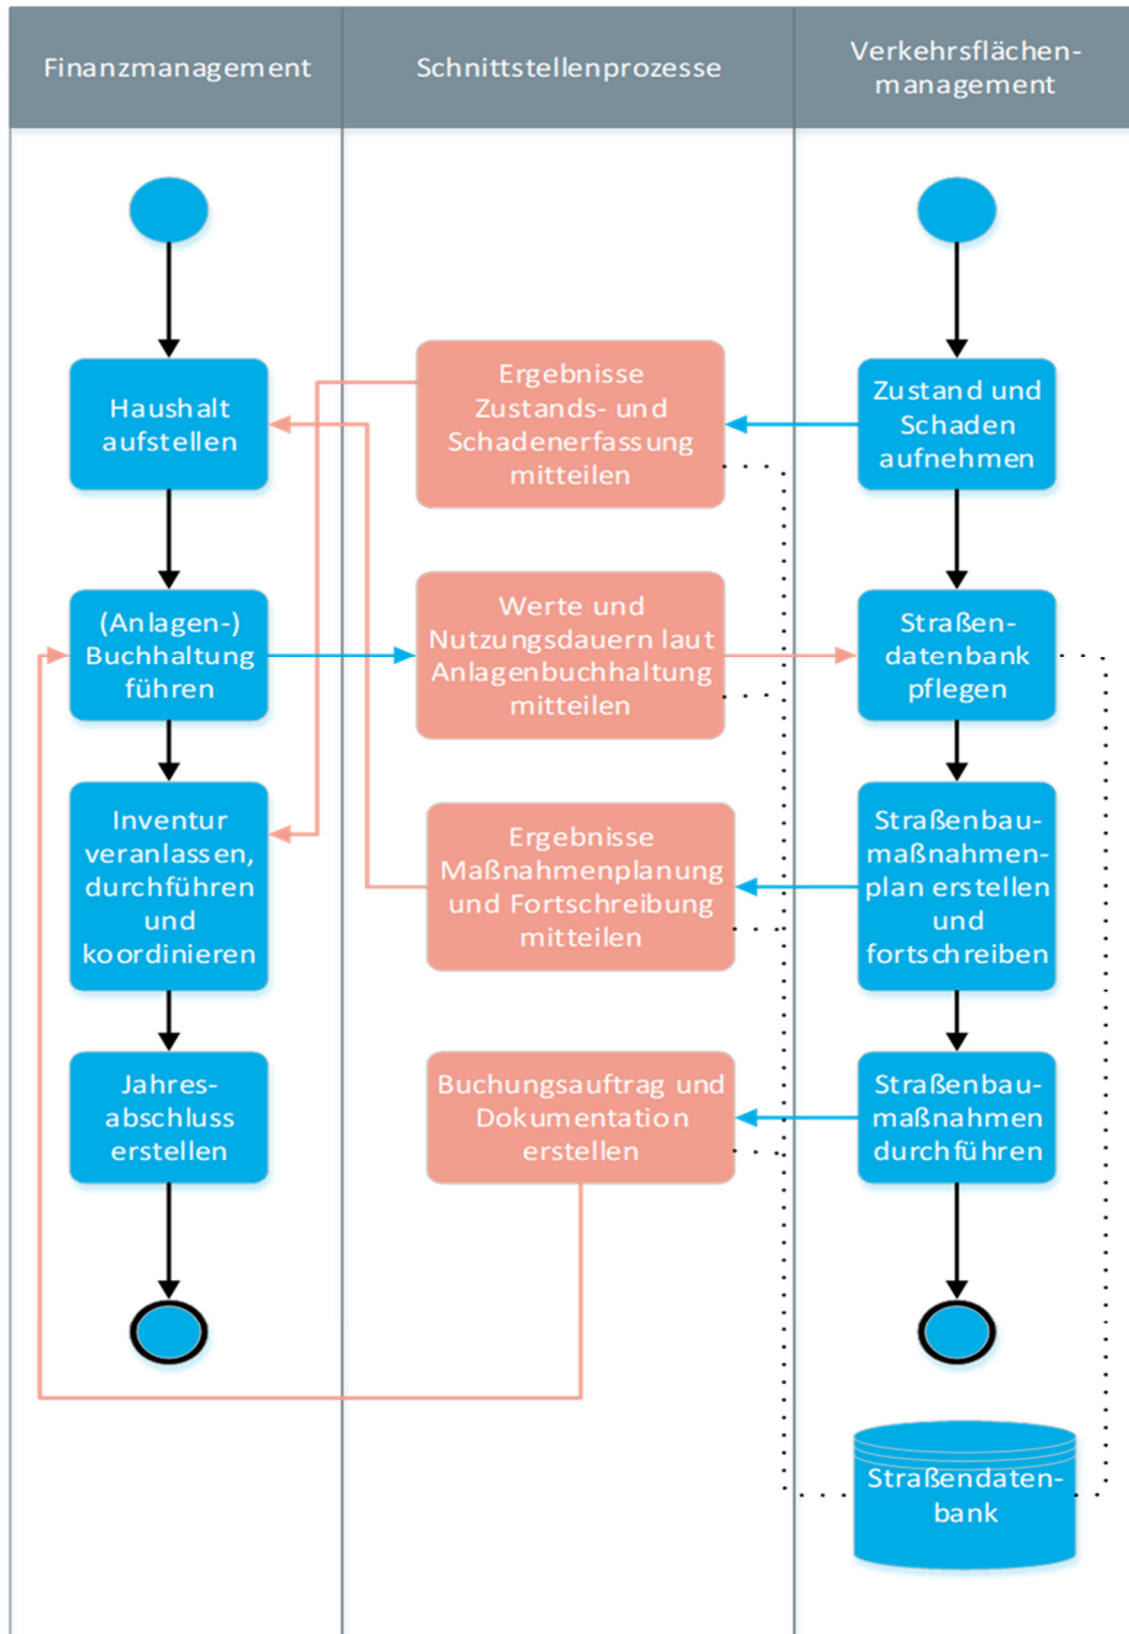 Finanzmanagement
Schnittstellenprozesse
Verkehrsflächen-
management
Haushalt
aufstellen
Ergebnisse
Zustands- und
Schadenerfassung
mitteilen
Zustand und
Schaden
aufnehmen
(Anlagen-)
Buchhaltung
führen
Werte und
Nutzungsdauern laut
Anlagenbuchhaltung
mitteilen
Straßen-
datenbank
pflegen
Inventur
veranlassen,
durchführen
und
koordinieren
Ergebnisse
Maßnahmenplanung
und Fortschreibung
mitteilen
Straßenbau-
maßnahmen-
plan erstellen
und
fortschreiben
Jahres-
abschluss
erstellen
Buchungsauftrag und
Dokumentation
erstellen
Straßenbau-
maßnahmen
durchführen
Straßendaten-
bank